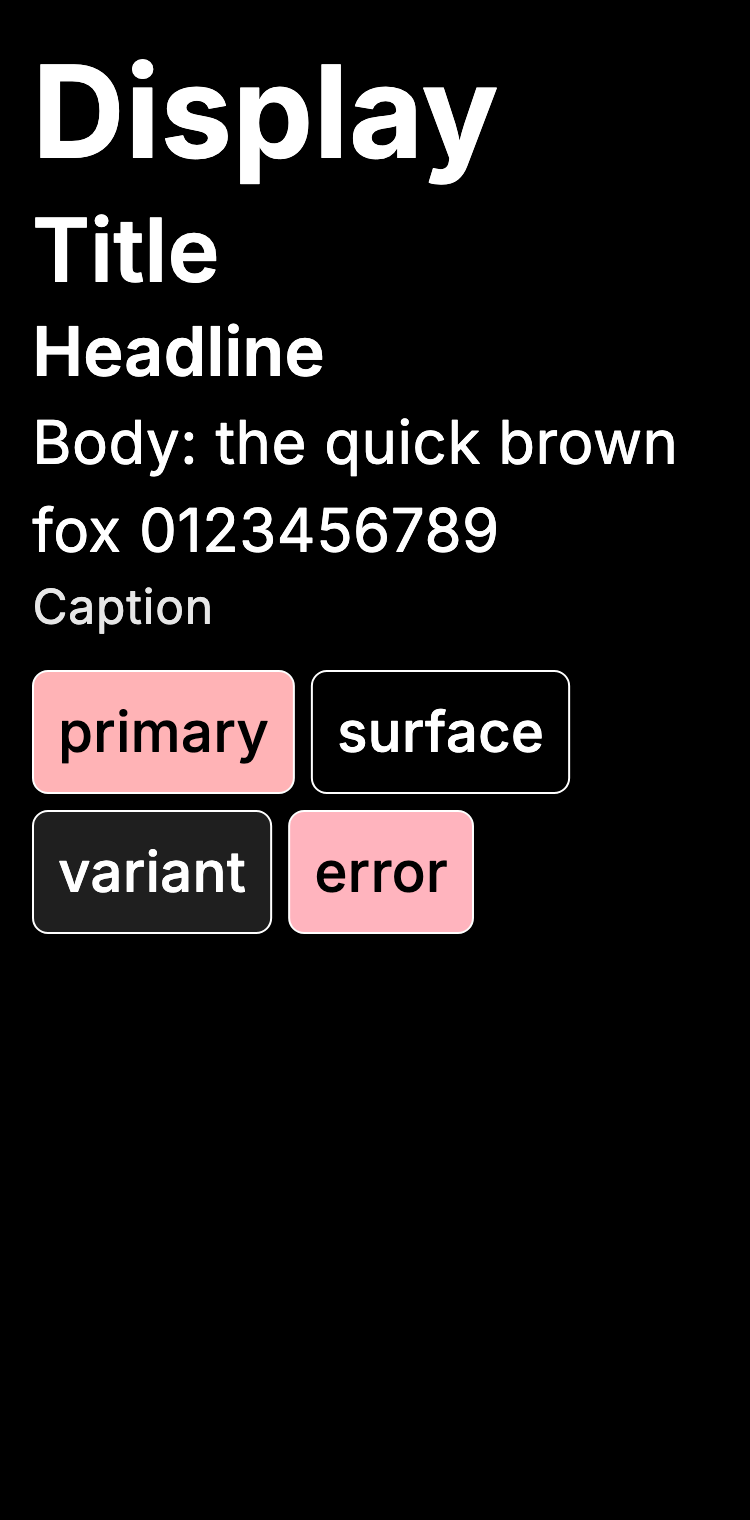 Display
Title
Headline
Body: the quick brown
fox 0123456789
Caption
primary surface
variant error